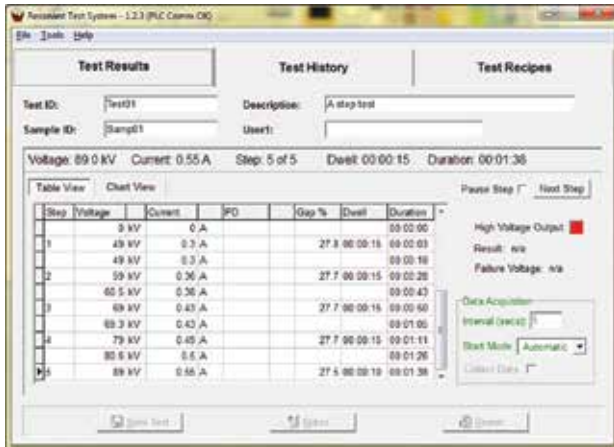 Resonant Test System - 1.2.3 (PLC Comm OK)
File Tools Help
Test Results Test History Test Recipes
Test ID: Test01 Description: A step test
Sample ID: Samp01 User1:
Voltage: 89.0 kV Current: 0.55 A Step: 5 of 5 Dwell: 00:00:15 Duration: 00:01:38
Table View Chart View Pause Step Next Step
Step Voltage Current PD Gap % Dwell Duration
0 kV 0 A 00:00:00
1 49 kV 0.3 A 27.8 00:00:15 00:00:03
49 kV 0.3 A 00:00:18
2 59 kV 0.36 A 27.7 00:00:15 00:00:28
60.5 kV 0.36 A 00:00:43
3 69 kV 0.43 A 27.7 00:00:15 00:00:50
69.3 kV 0.43 A 00:01:05
4 79 kV 0.49 A 27.7 00:00:15 00:01:11
80.6 kV 0.5 A 00:01:26
5 89 kV 0.55 A 27.5 00:00:10 00:01:38
High Voltage Output
Result: n/a
Failure Voltage: n/a
Data Acquisition
Interval (secs): 1
Start Mode: Automatic
Collect Data
Save Test